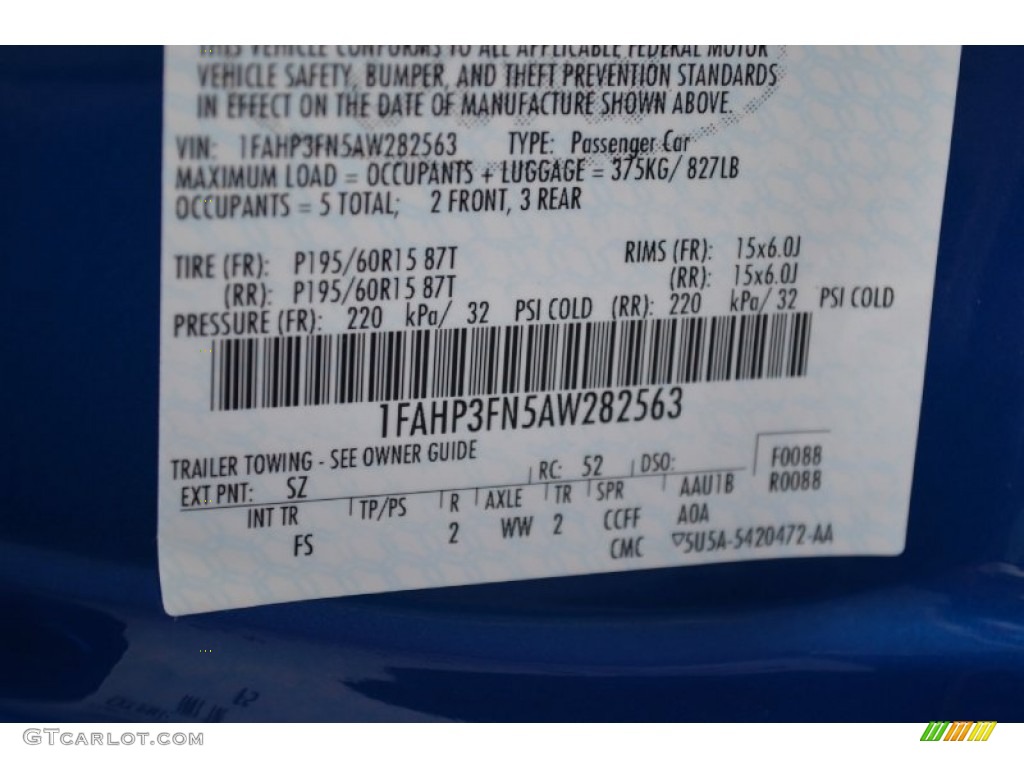 THIS VEHICLE CONFORMS TO ALL APPLICABLE FEDERAL MOTOR
VEHICLE SAFETY, BUMPER, AND THEFT PREVENTION STANDARDS
IN EFFECT ON THE DATE OF MANUFACTURE SHOWN ABOVE.
VIN: 1FAHP3FN5AW282563 TYPE: Passenger Car
MAXIMUM LOAD = OCCUPANTS + LUGGAGE = 375KG/ 827LB
OCCUPANTS = 5 TOTAL; 2 FRONT, 3 REAR
TIRE (FR): P195/60R15 87T RIMS (FR): 15x6.0J
(RR): P195/60R15 87T (RR): 15x6.0J
PRESSURE (FR): 220 kPa/ 32 PSI COLD (RR): 220 kPa/ 32 PSI COLD
1FAHP3FN5AW282563
TRAILER TOWING - SEE OWNER GUIDE
EXT PNT: SZ RC: 52 DSO: F0088
INT TR TP/PS R AXLE TR SPR AAU1B R0088
FS 2 WW 2 CCFF AOA
CMC ▽5U5A-5420472-AA
GTCARLOT.COM